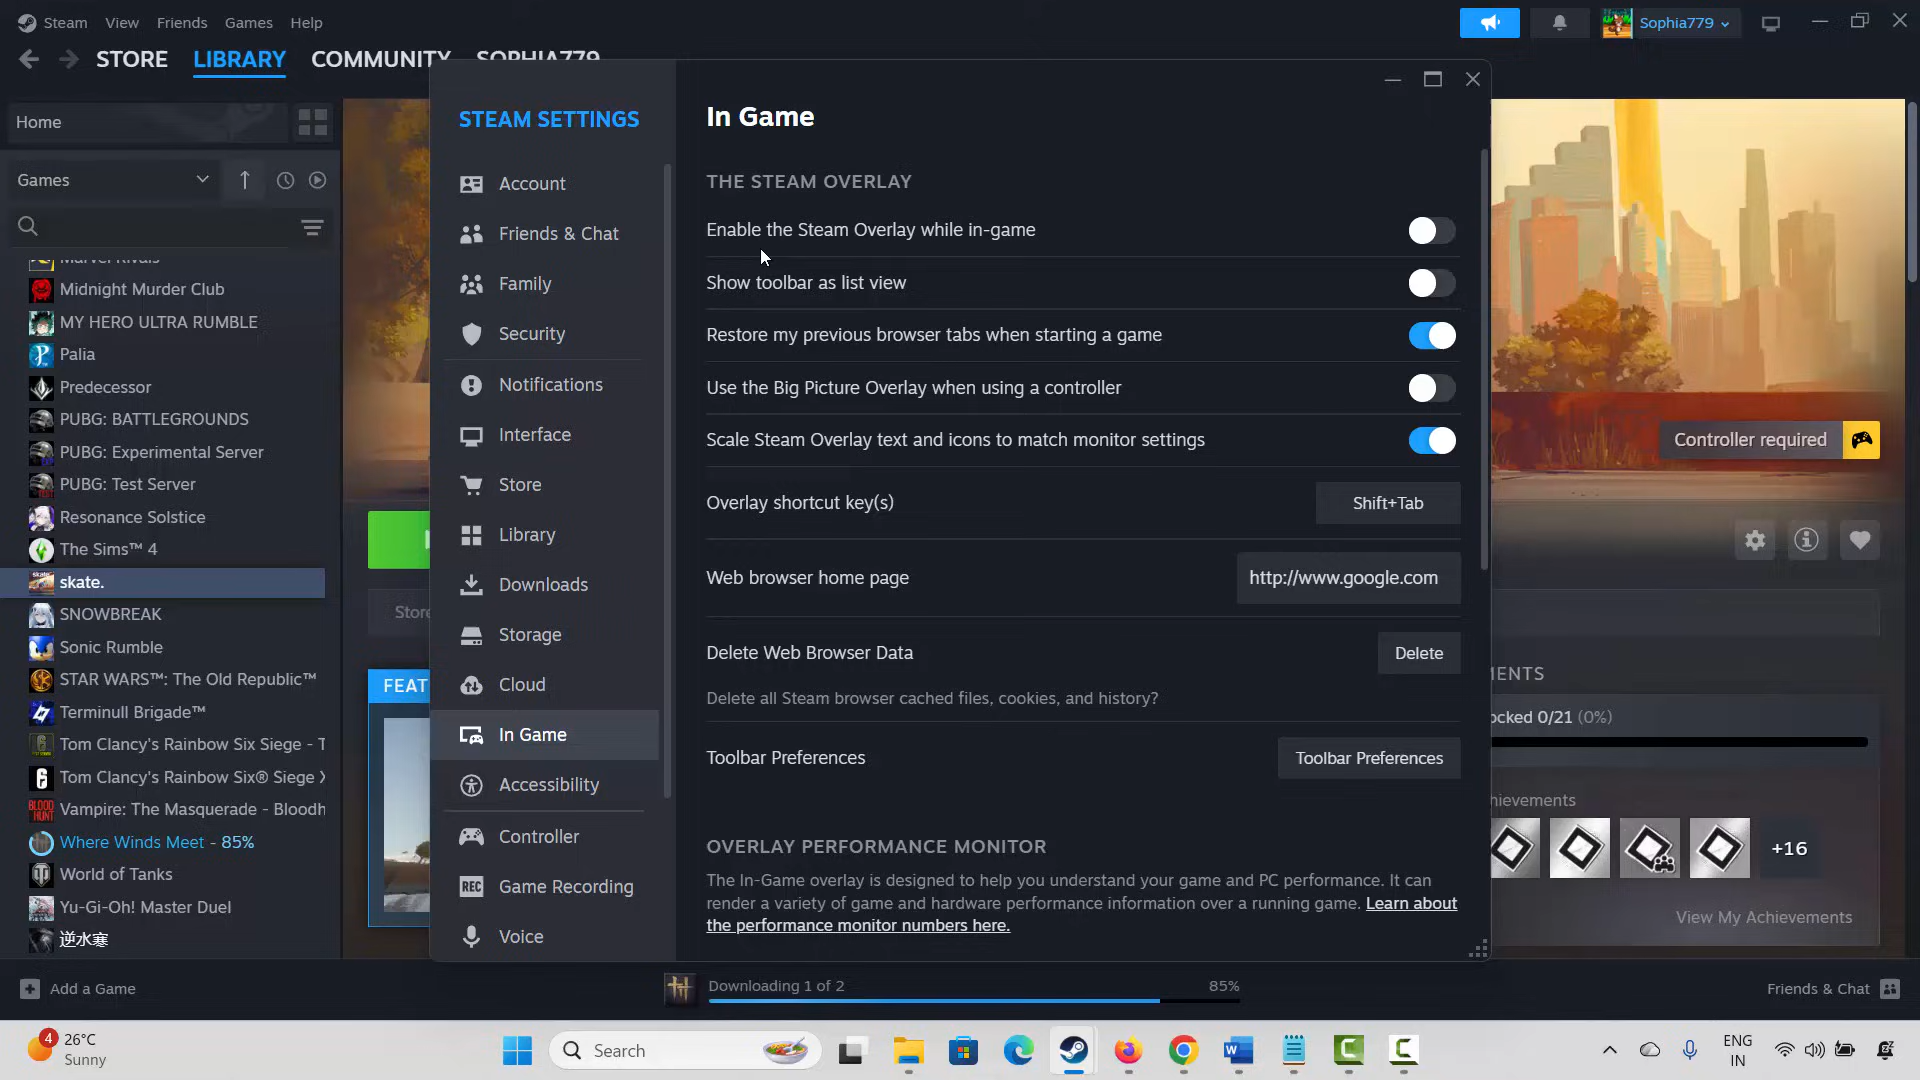 Steam View Friends Games Help
Sophia779
STORE LIBRARY COMMUNITY SOPHIA779
Home
Games
Marvel Rivals
Midnight Murder Club
MY HERO ULTRA RUMBLE
Palia
Predecessor
PUBG: BATTLEGROUNDS
PUBG: Experimental Server
PUBG: Test Server
Resonance Solstice
The Sims™ 4
skate.
SNOWBREAK
Sonic Rumble
STAR WARS™: The Old Republic™
Terminull Brigade™
Tom Clancy's Rainbow Six Siege - T
Tom Clancy's Rainbow Six® Siege X
Vampire: The Masquerade - Bloodh
Where Winds Meet - 85%
World of Tanks
Yu-Gi-Oh! Master Duel
逆水寒
Add a Game
Store
FEAT
STEAM SETTINGS
Account
Friends & Chat
Family
Security
Notifications
Interface
Store
Library
Downloads
Storage
Cloud
In Game
Accessibility
Controller
REC Game Recording
Voice
In Game
THE STEAM OVERLAY
Enable the Steam Overlay while in-game
Show toolbar as list view
Restore my previous browser tabs when starting a game
Use the Big Picture Overlay when using a controller
Scale Steam Overlay text and icons to match monitor settings
Overlay shortcut key(s) Shift+Tab
Web browser home page http://www.google.com
Delete Web Browser Data Delete
Delete all Steam browser cached files, cookies, and history?
Toolbar Preferences Toolbar Preferences
OVERLAY PERFORMANCE MONITOR
The In-Game overlay is designed to help you understand your game and PC performance. It can
render a variety of game and hardware performance information over a running game. Learn about
the performance monitor numbers here.
Controller required
MENTS
ocked 0/21 (0%)
hievements
+16
View My Achievements
Downloading 1 of 2 85%
Friends & Chat
4
26°C
Sunny
Search
ENG
IN